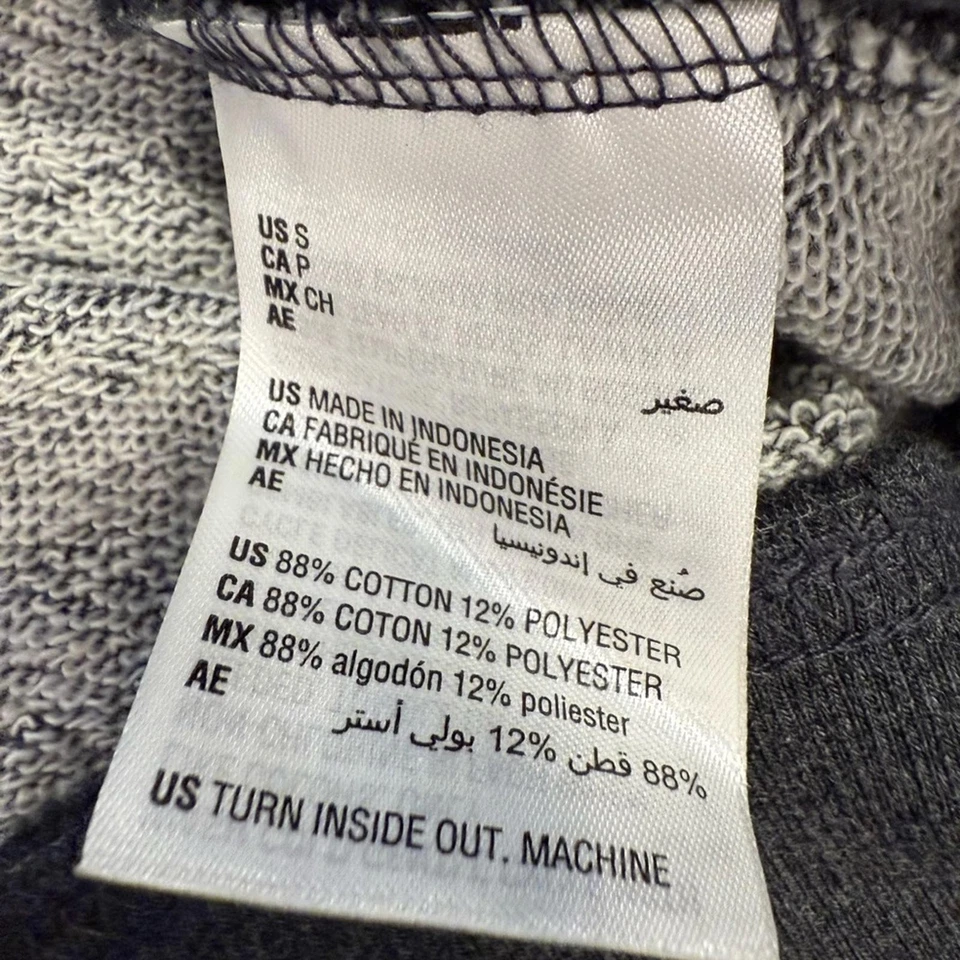 US S
CA P
MX CH
AE
صغير
US MADE IN INDONESIA
CA FABRIQUÉ EN INDONÉSIE
MX HECHO EN INDONESIA
AE
صُنع في اندونيسيا
US 88% COTTON 12% POLYESTER
CA 88% COTON 12% POLYESTER
MX 88% algodón 12% poliester
AE
88% قطن 12% بولي أستر
US TURN INSIDE OUT. MACHINE